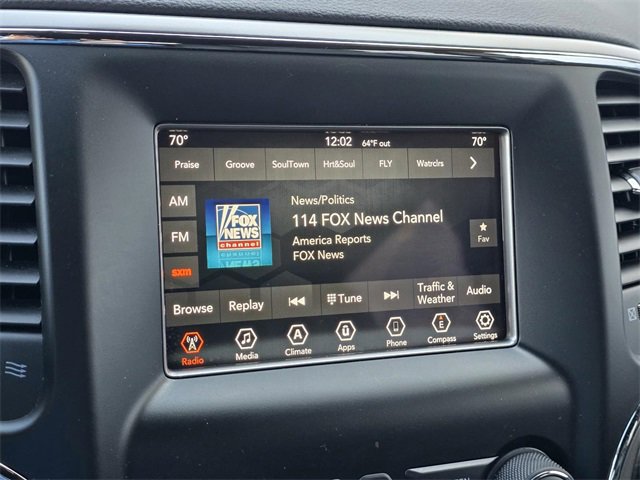 70° 12:02 64°F out 70°
Praise Groove SoulTown Hrt&Soul FLY Watrclrs
AM
FM
sxm
FOX
NEWS
channel
News/Politics
114 FOX News Channel
America Reports
FOX News
Fav
Browse Replay Tune Traffic & Weather Audio
Radio Media A Climate Apps Phone E Compass Settings